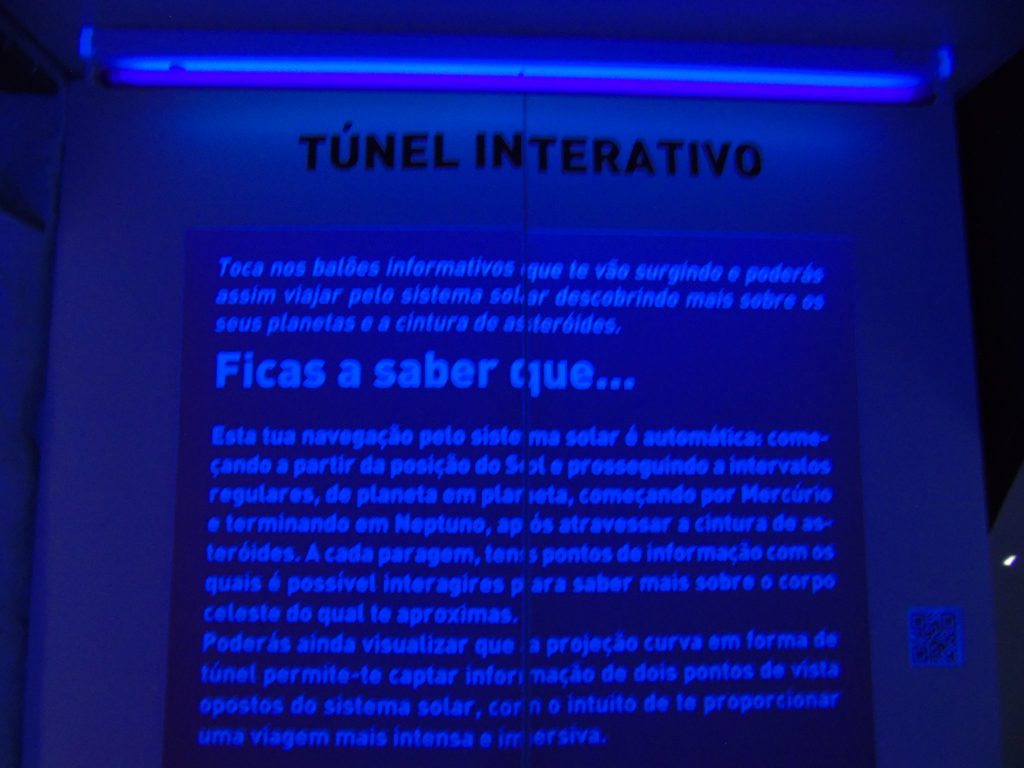 TÚNEL INTERATIVO
Toca nos balões informativos que te vão surgindo e poderás
assim viajar pelo sistema solar descobrindo mais sobre os
seus planetas e a cintura de asteróides.
Ficas a saber que...
Esta tua navegação pelo sistema solar é automática: come-
çando a partir da posição do Sol e prosseguindo a intervalos
regulares, de planeta em planeta, começando por Mercúrio
e terminando em Neptuno, após atravessar a cintura de as-
teróides. A cada paragem, tens pontos de informação com os
quais é possível interagires para saber mais sobre o corpo
celeste do qual te aproximas.
Poderás ainda visualizar que a projeção curva em forma de
túnel permite-te captar informação de dois pontos de vista
opostos do sistema solar, com o intuito de te proporcionar
uma viagem mais intensa e imersiva.